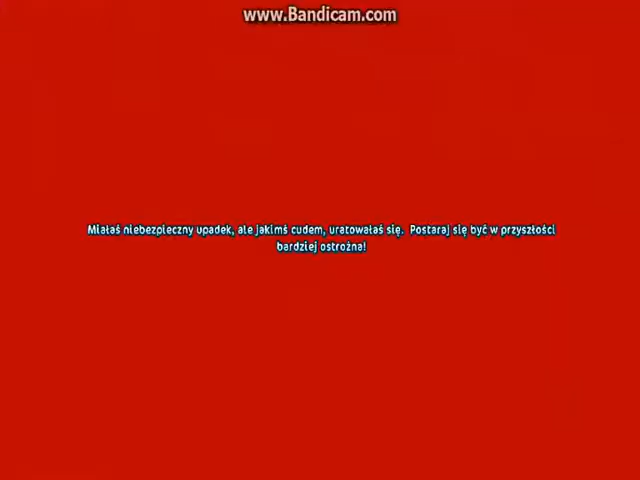 www.Bandicam.com
Miałaś niebezpieczny upadek, ale jakimś cudem, uratowałaś się. Postaraj się być w przyszłości
bardziej ostrożna!